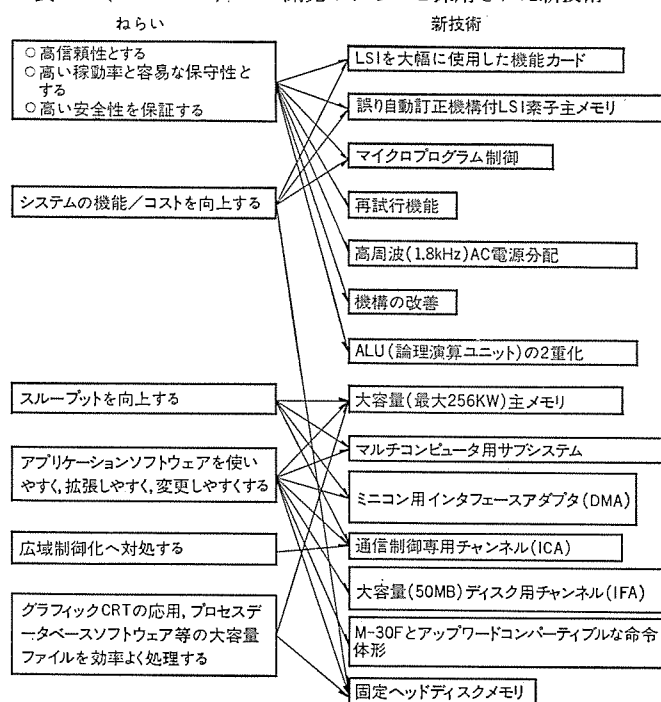 ねらい
新技術
○高信頼性とする
○高い稼動率と容易な保守性と
する
○高い安全性を保証する
システムの機能/コストを向上する
スループットを向上する
アプリケーションソフトウェアを使い
やすく,拡張しやすく,変更しやすくする
広域制御化へ対処する
グラフィックCRTの応用,プロセスデ
ータベースソフトウェア等の大容量
ファイルを効率よく処理する
LSIを大幅に使用した機能カード
誤り自動訂正機構付LSI素子主メモリ
マイクロプログラム制御
再試行機能
高周波(1.8kHz)AC電源分配
機構の改善
ALU(論理演算ユニット)の2重化
大容量(最大256KW)主メモリ
マルチコンピュータ用サブシステム
ミニコン用インタフェースアダプタ(DMA)
通信制御専用チャンネル(ICA)
大容量(50MB)ディスク用チャンネル(IFA)
M-30Fとアップワードコンパーティブルな命令
体形
固定ヘッドディスクメモリ